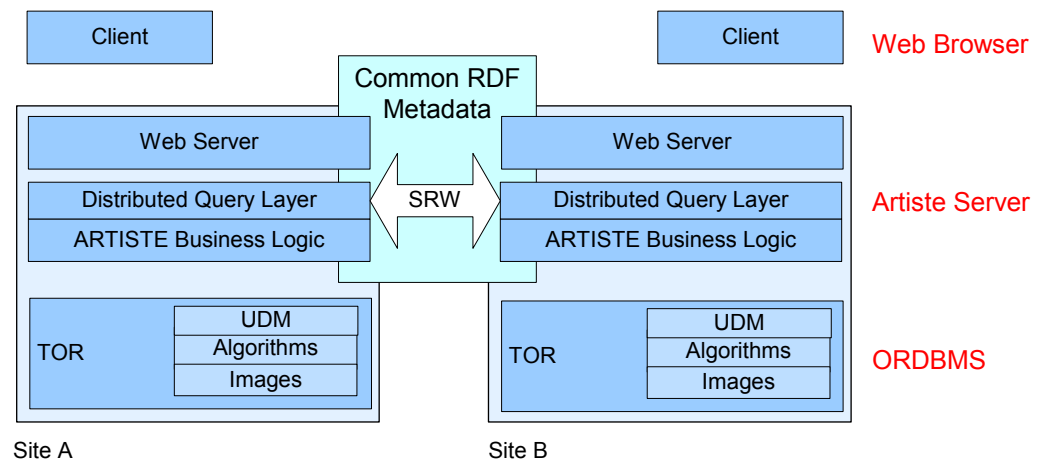 Client
Client
Web Browser
Common RDF
Metadata
Web Server
Web Server
Distributed Query Layer
SRW
Distributed Query Layer
Artiste Server
ARTISTE Business Logic
ARTISTE Business Logic
UDM
UDM
TOR
Algorithms
TOR
Algorithms
ORDBMS
Images
Images
Site A
Site B